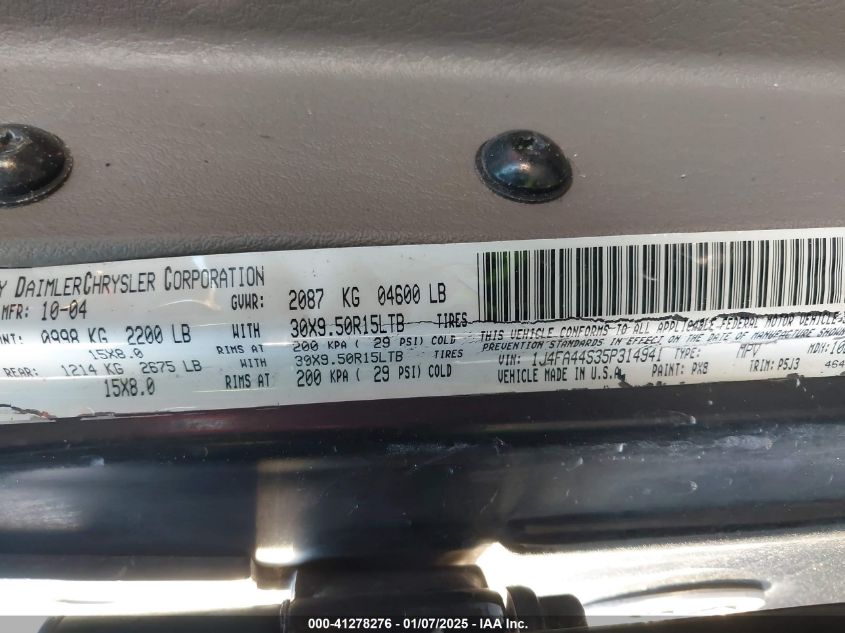 Y DAIMLERCHRYSLER CORPORATION
MFR: 10-04 GVWR: 2087 KG 04600 LB
0998 KG 2200 LB WITH 30X9.50R15LTB TIRES
15X8.0 RIMS AT 200 KPA ( 29 PSI) COLD
REAR: 1214 KG 2675 LB WITH 30X9.50R15LTB TIRES
15X8.0 RIMS AT 200 KPA ( 29 PSI) COLD
THIS VEHICLE CONFORMS TO ALL APPLICABLE FEDERAL MOTOR VEHICLE
PREVENTION STANDARDS IN EFFECT ON THE DATE OF MANUFACTURE SHOWN
VIN: 1J4FA44S35P314941 TYPE: MPV MDH: 
VEHICLE MADE IN U.S.A. PAINT: PX8 TRIM: P5J3 464
000-41278276 - 01/07/2025 - IAA Inc.